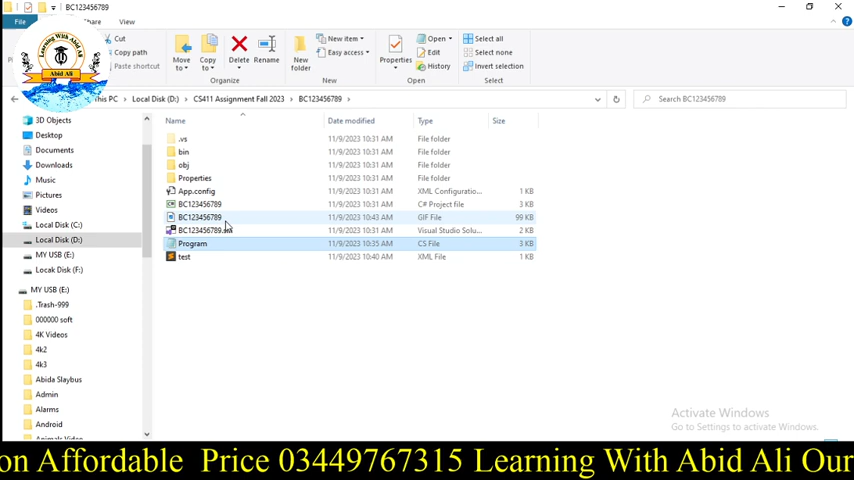 BC123456789
File Share View
Cut
Copy path
Paste shortcut
Move to Copy to Delete Rename
Organize
New folder
New item
Easy access
New
Properties
Open
Edit
History
Open
Select all
Select none
Invert selection
Select
Learning With Abid Ali
Abid Ali
This PC > Local Disk (D:) > CS411 Assignment Fall 2023 > BC123456789 >
Search BC123456789
Name Date modified Type Size
.vs 11/9/2023 10:31 AM File folder
bin 11/9/2023 10:31 AM File folder
obj 11/9/2023 10:31 AM File folder
Properties 11/9/2023 10:31 AM File folder
App.config 11/9/2023 10:31 AM XML Configuratio... 1 KB
BC123456789 11/9/2023 10:31 AM C# Project file 3 KB
BC123456789 11/9/2023 10:43 AM GIF File 99 KB
BC123456789.sln 11/9/2023 10:31 AM Visual Studio Solu... 2 KB
Program 11/9/2023 10:35 AM CS File 3 KB
test 11/9/2023 10:40 AM XML File 1 KB
3D Objects
Desktop
Documents
Downloads
Music
Pictures
Videos
Local Disk (C:)
Local Disk (D:)
MY USB (E:)
Locak Disk (F:)
MY USB (E:)
.Trash-999
000000 soft
4K Videos
4k2
4k3
Abida Slaybus
Admin
Alarms
Android
Animals Video
Activate Windows
Go to Settings to activate Windows.
on Affordable Price 03449767315 Learning With Abid Ali Our